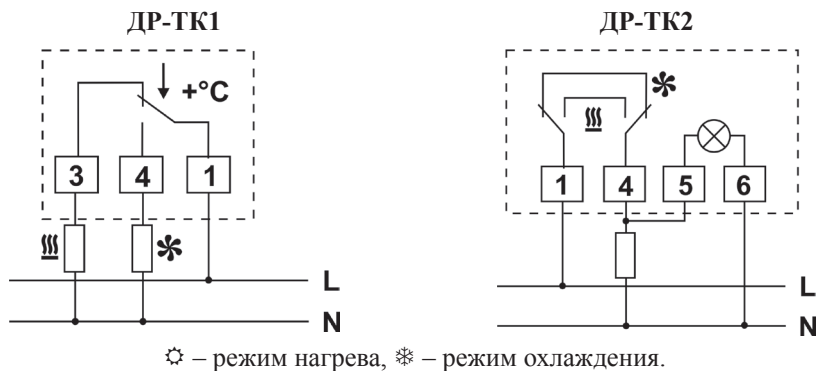 ДР-ТК1
ДР-ТК2
+°C
3 4 1
1 4 5 6
L
N
L
N
☼ – режим нагрева, ❄ – режим охлаждения.